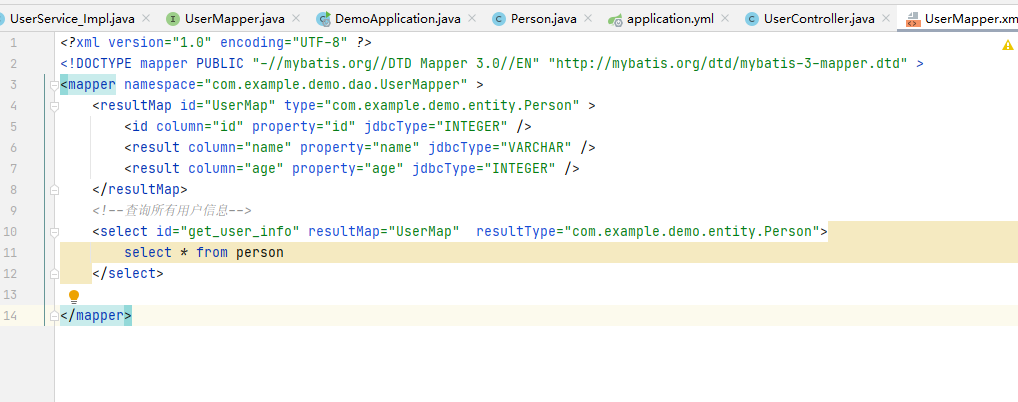 UserService_Impl.java UserMapper.java DemoApplication.java Person.java application.yml UserController.java UserMapper.xm
1 <?xml version="1.0" encoding="UTF-8" ?>
2 <!DOCTYPE mapper PUBLIC "-//mybatis.org//DTD Mapper 3.0//EN" "http://mybatis.org/dtd/mybatis-3-mapper.dtd" >
3 <mapper namespace="com.example.demo.dao.UserMapper" >
4 <resultMap id="UserMap" type="com.example.demo.entity.Person" >
5 <id column="id" property="id" jdbcType="INTEGER" />
6 <result column="name" property="name" jdbcType="VARCHAR" />
7 <result column="age" property="age" jdbcType="INTEGER" />
8 </resultMap>
9 <!--查询所有用户信息-->
10 <select id="get_user_info" resultMap="UserMap"  resultType="com.example.demo.entity.Person">
11 select * from person
12 </select>
13
14 </mapper>